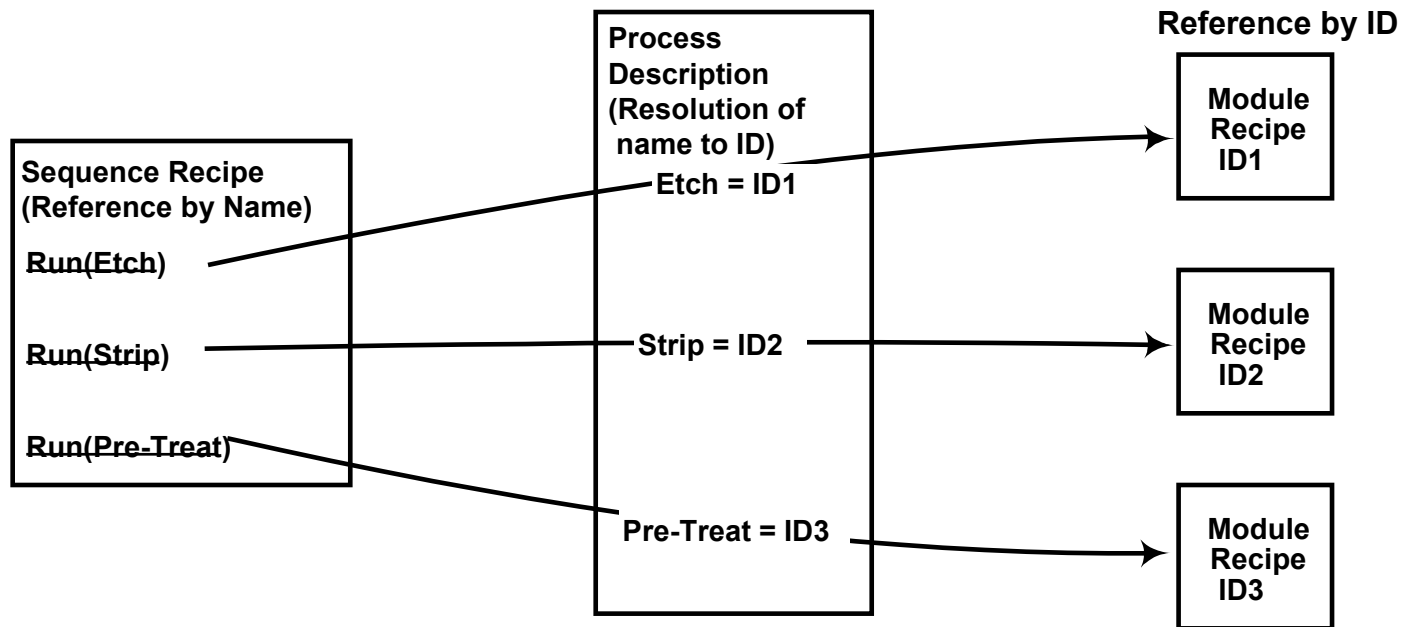 Sequence Recipe
(Reference by Name)
Run(Etch)
Run(Strip)
Run(Pre-Treat)
Process
Description
(Resolution of
name to ID)
Etch = ID1
Strip = ID2
Pre-Treat = ID3
Reference by ID
Module
Recipe
ID1
Module
Recipe
ID2
Module
Recipe
ID3